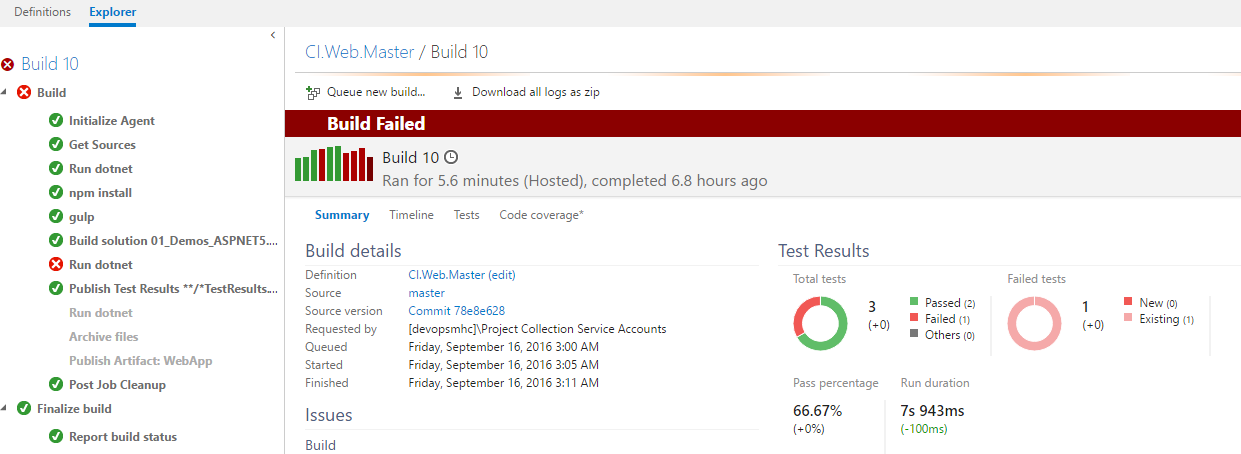 Definitions Explorer
Build 10
Build
Initialize Agent
Get Sources
Run dotnet
npm install
gulp
Build solution 01_Demos_ASPNET5....
Run dotnet
Publish Test Results **/*TestResults....
Run dotnet
Archive files
Publish Artifact: WebApp
Post Job Cleanup
Finalize build
Report build status
CI.Web.Master / Build 10
Queue new build... Download all logs as zip
Build Failed
Build 10
Ran for 5.6 minutes (Hosted), completed 6.8 hours ago
Summary Timeline Tests Code coverage*
Build details
Definition CI.Web.Master (edit)
Source master
Source version Commit 78e8e628
Requested by [devopsmhc]\Project Collection Service Accounts
Queued Friday, September 16, 2016 3:00 AM
Started Friday, September 16, 2016 3:05 AM
Finished Friday, September 16, 2016 3:11 AM
Issues
Build
Test Results
Total tests
3
(+0)
Passed (2)
Failed (1)
Others (0)
Failed tests
1
(+0)
New (0)
Existing (1)
Pass percentage
66.67%
(+0%)
Run duration
7s 943ms
(-100ms)